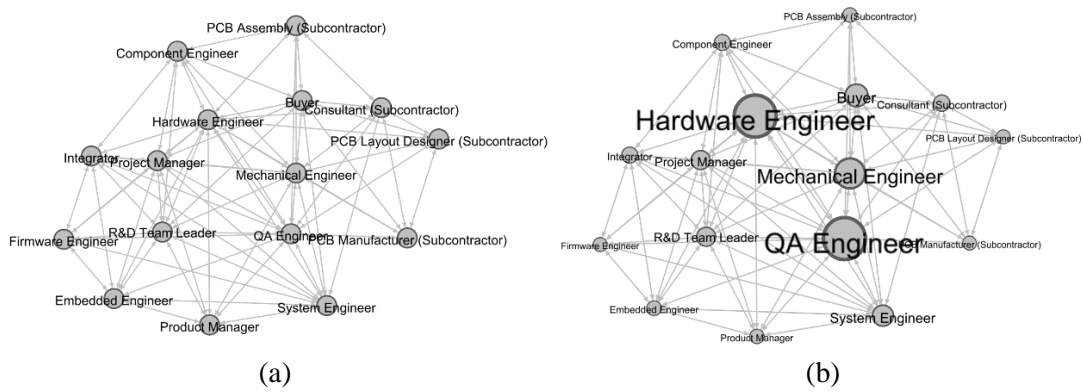 PCB Assembly (Subcontractor)
Component Engineer
Buyer
Consultant (Subcontractor)
Hardware Engineer
PCB Layout Designer (Subcontractor)
Integrator
Project Manager
Mechanical Engineer
R&D Team Leader
QA Engineer
Firmware Engineer
PCB Manufacturer (Subcontractor)
Embedded Engineer
System Engineer
Product Manager
(a)
PCB Assembly (Subcontractor)
Component Engineer
Buyer
Consultant (Subcontractor)
Hardware Engineer
PCB Layout Designer (Subcontractor)
Integrator
Project Manager
Mechanical Engineer
R&D Team Leader
QA Engineer
Firmware Engineer
PCB Manufacturer (Subcontractor)
Embedded Engineer
System Engineer
Product Manager
(b)